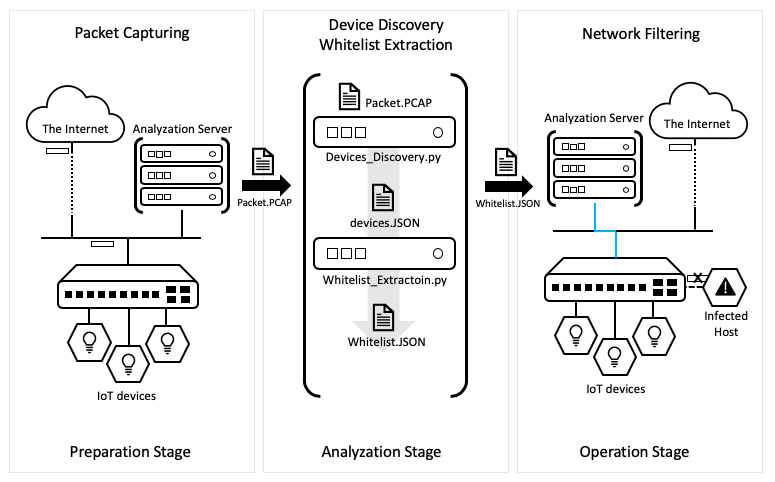 Packet Capturing
The Internet
Analyzation Server
IoT devices
Preparation Stage
Packet.PCAP
Device Discovery
Whitelist Extraction
Packet.PCAP
Devices_Discovery.py
devices.JSON
Whitelist_Extractoin.py
Whitelist.JSON
Analyzation Stage
Whitelist.JSON
Network Filtering
Analyzation Server
The Internet
Infected
Host
IoT devices
Operation Stage